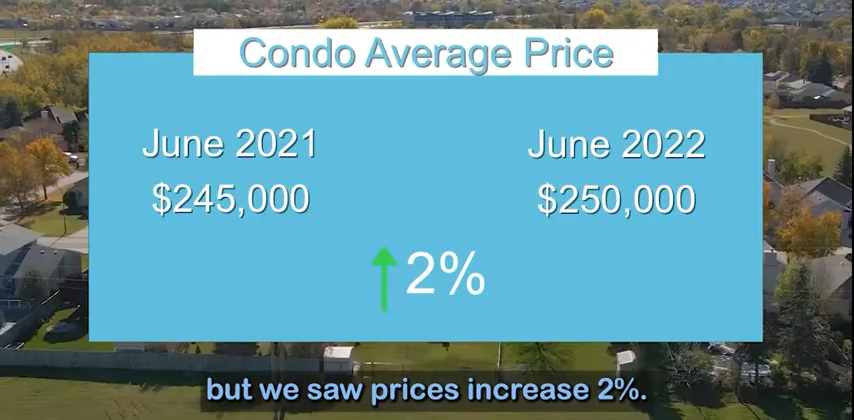 Condo Average Price
June 2021
June 2022
$245,000
$250,000
2%
but we saw prices increase 2%.